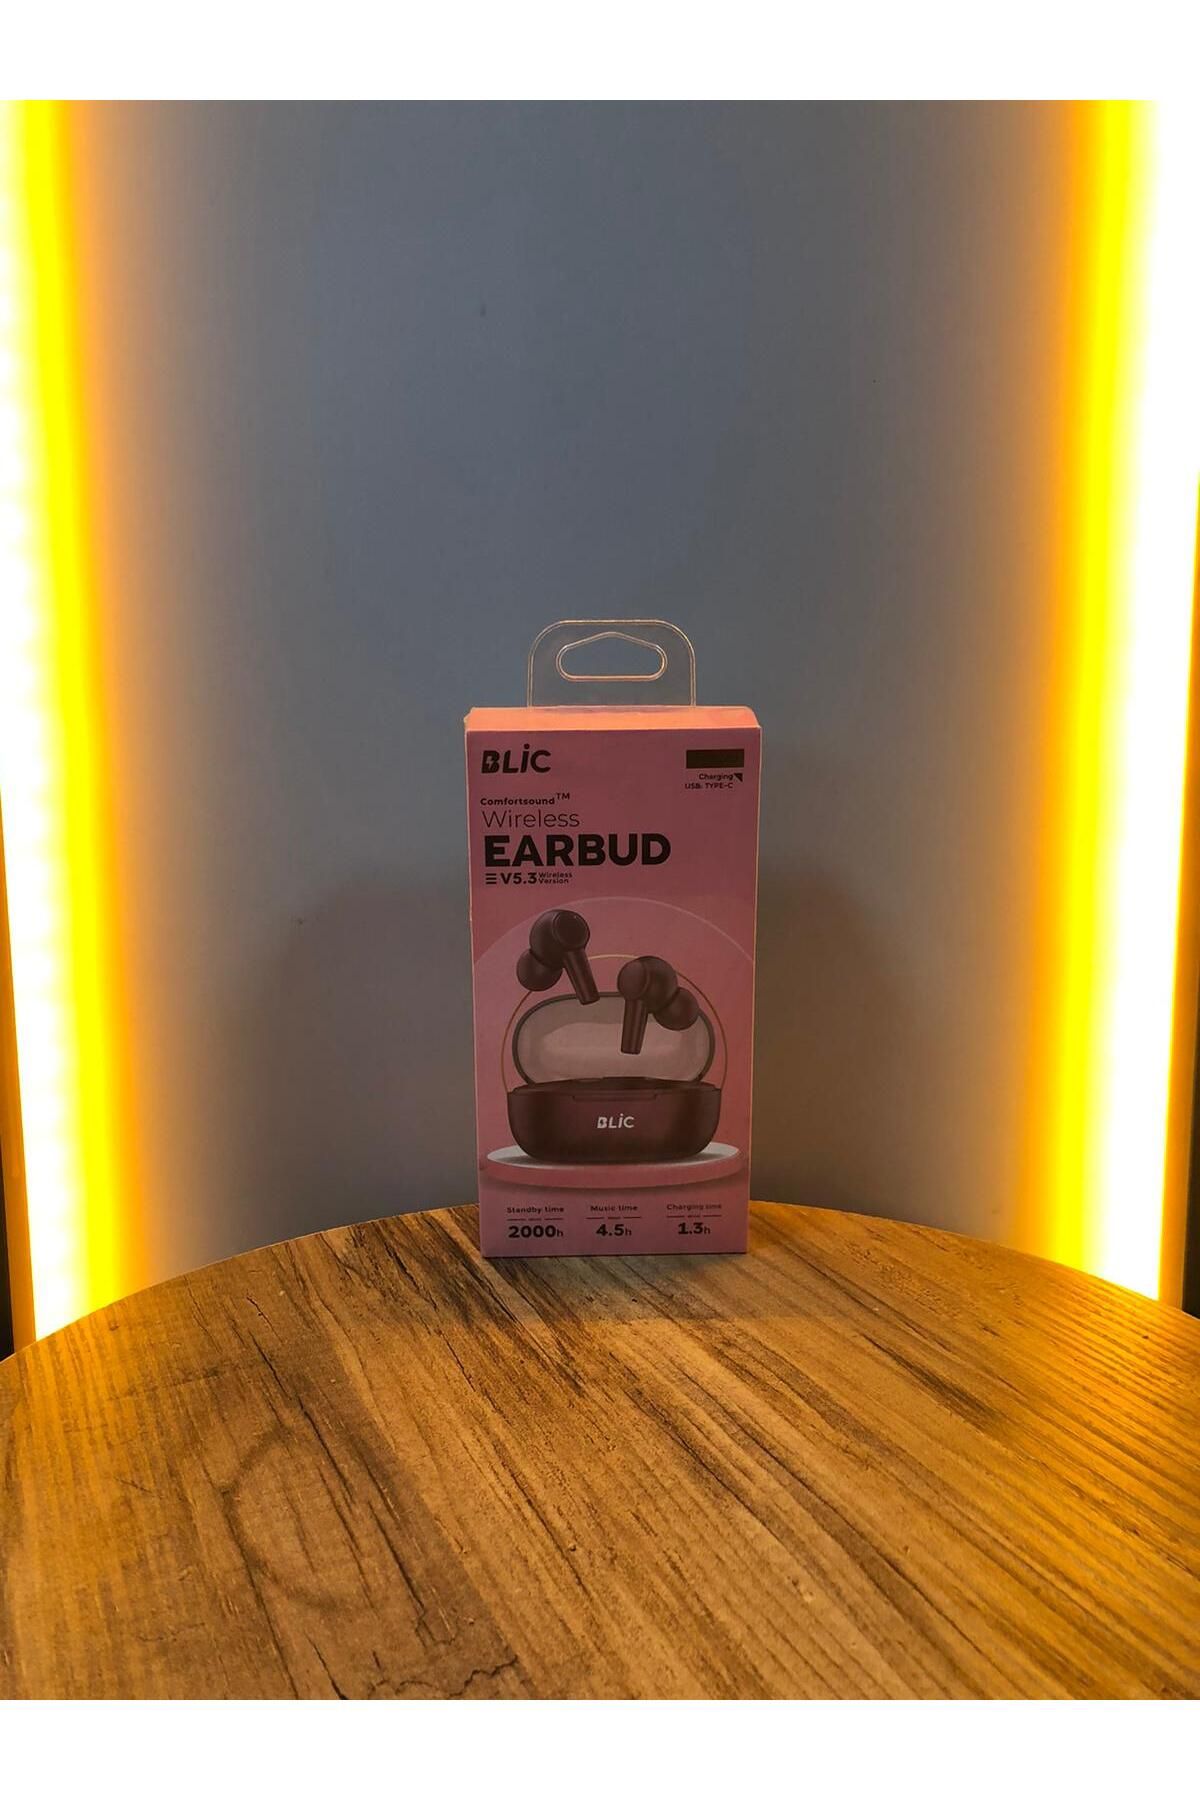 BLiC
Charging
USB: TYPE-C
Comfortsound™
Wireless
EARBUD
V5.3 Wireless Version
BLiC
Standby time Music time Charging time
2000h 4.5h 1.3h